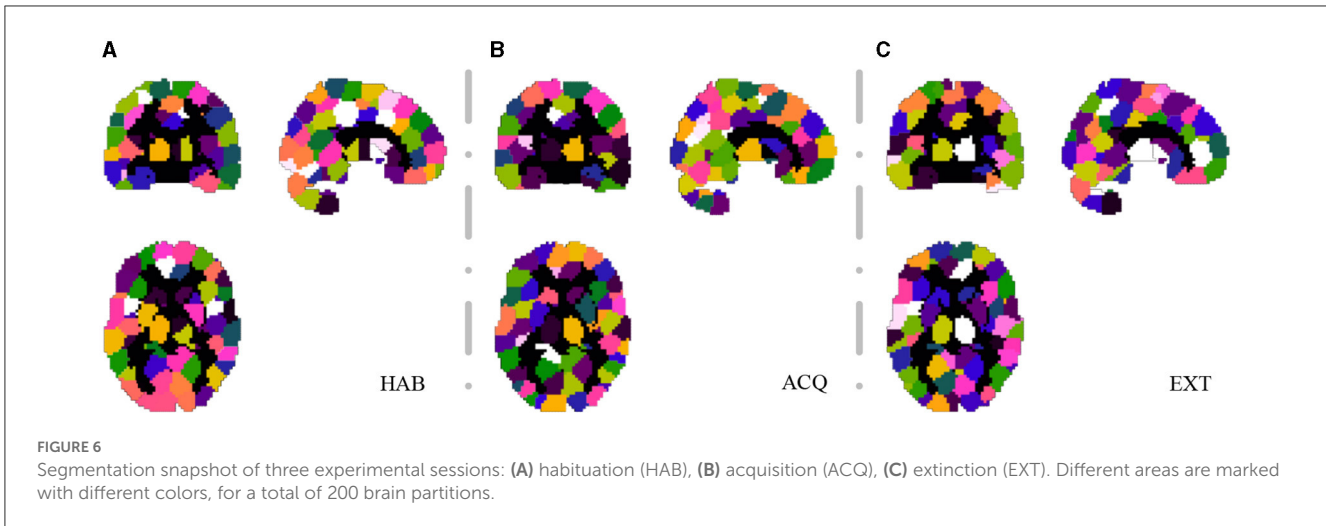 A
B
C
HAB
ACQ
EXT
FIGURE 6
Segmentation snapshot of three experimental sessions: (A) habituation (HAB), (B) acquisition (ACQ), (C) extinction (EXT). Different areas are marked
with different colors, for a total of 200 brain partitions.